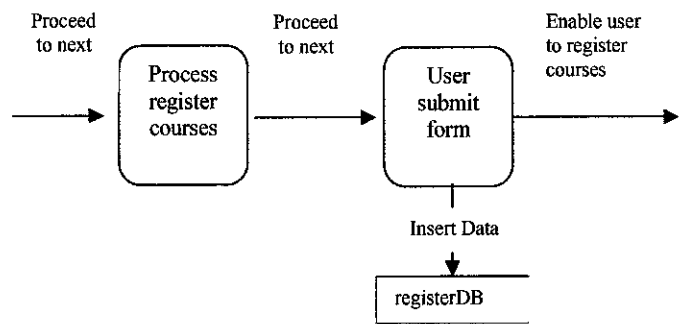 Proceed
to next
Process
register
courses
Proceed
to next
User
submit
form
Enable user
to register
courses
Insert Data
registerDB